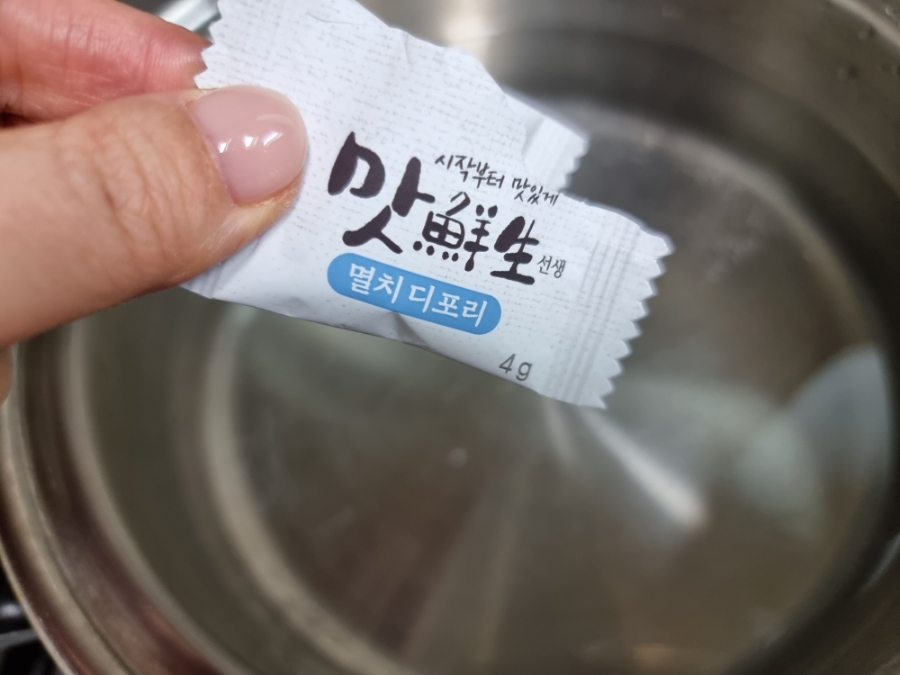 시작부터 맛있게
맛鮮生 선생
멸치 디포리
4g